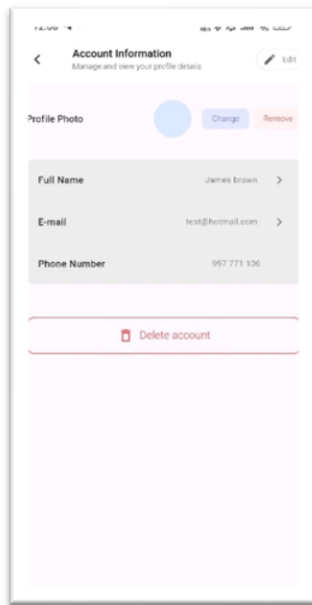 Account Information
Manage and view your profile details
Edit
Profile Photo
Change
Remove
Full Name
James brown
E-mail
test@hotmail.com
Phone Number
997 771 106
Delete account